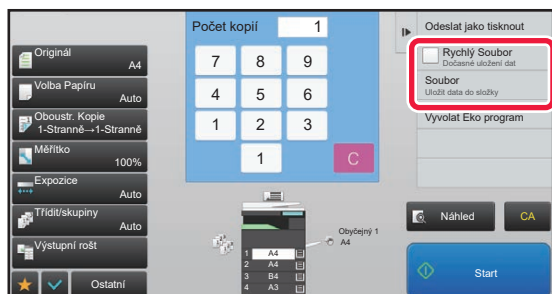 Originál
A4
Volba Papíru
Auto
Oboustr. Kopie
1-Stranně→1-Stranně
Měřítko
100%
Expozice
Auto
Třídit/skupiny
Auto
Výstupní rošt
Ostatní
Počet kopií 1
7 8 9
4 5 6
1 2 3
1 C
Obyčejný 1
A4
1 A4
2 A4
3 B4
4 A3
Odeslat jako tisknout
Rychlý Soubor
Dočasné uložení dat
Soubor
Uložit data do složky
Vyvolat Eko program
Náhled
CA
Start